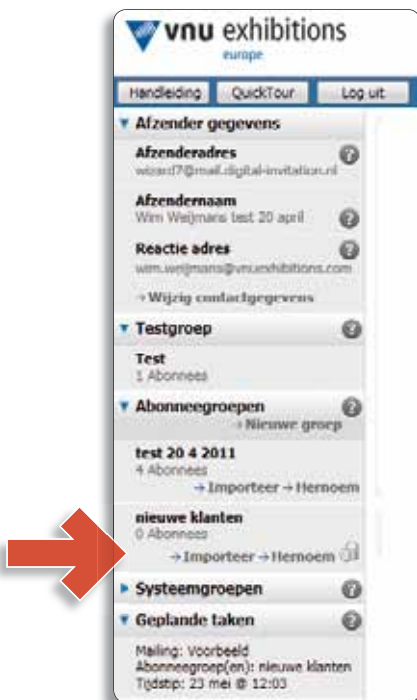 vnu exhibitions
europe
Handleiding QuickTour Log uit
Afzender gegevens
Afzenderadres
wizard7@mail.digital-invitation.nl
Afzendernaam
Wim Weijmans test 20 april
Reactie adres
wim.weijmans@vnuexhibitions.com
→ Wijzig contactgegevens
Testgroep
Test
1 Abonnees
Abonneegroepen
→ Nieuwe groep
test 20 4 2011
4 Abonnees
→ Importeer → Hernoem
nieuwe klanten
0 Abonnees
→ Importeer → Hernoem
Systeemgroepen
Geplande taken
Mailing: Voorbeeld
Abonneegroep(en): nieuwe klanten
Tijdstip: 23 mei @ 12:03